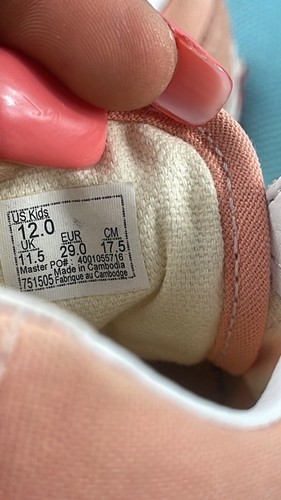 US Kids
12.0
UK EUR CM
11.5 29.0 17.5
Master PO#: 4001055716
Made in Cambodia
751505 Fabriqué au Cambodge